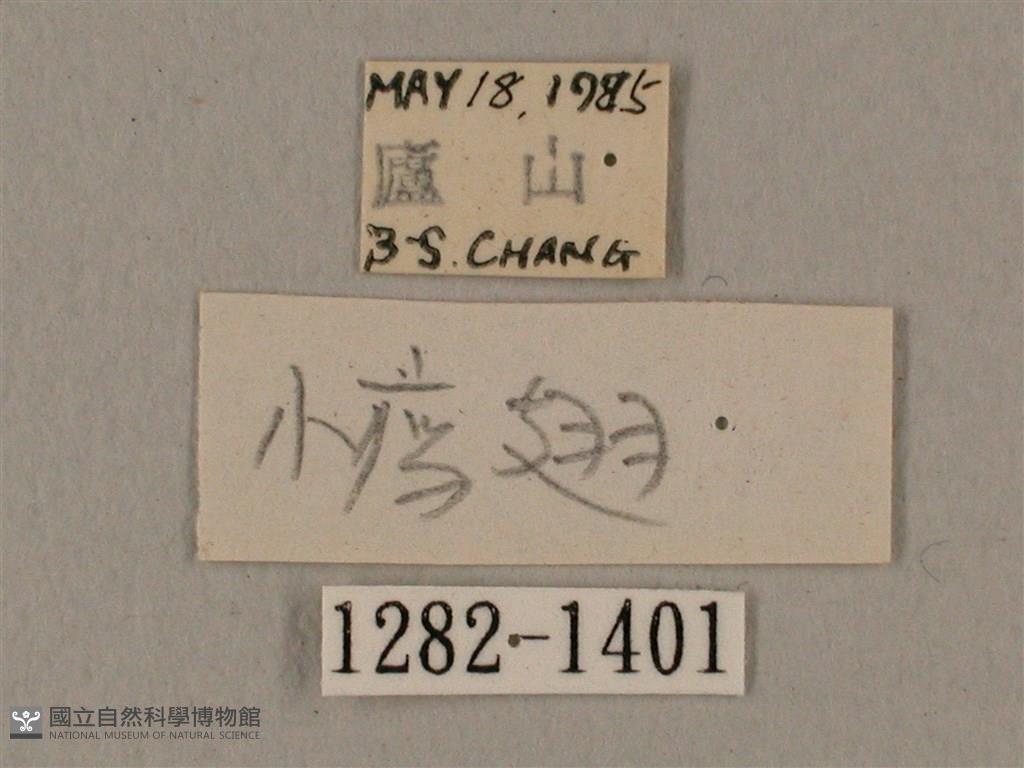 MAY 18, 1985
廬 山
B-S. CHANG
小 翅
1282-1401
國立自然科學博物館
NATIONAL MUSEUM OF NATURAL SCIENCE